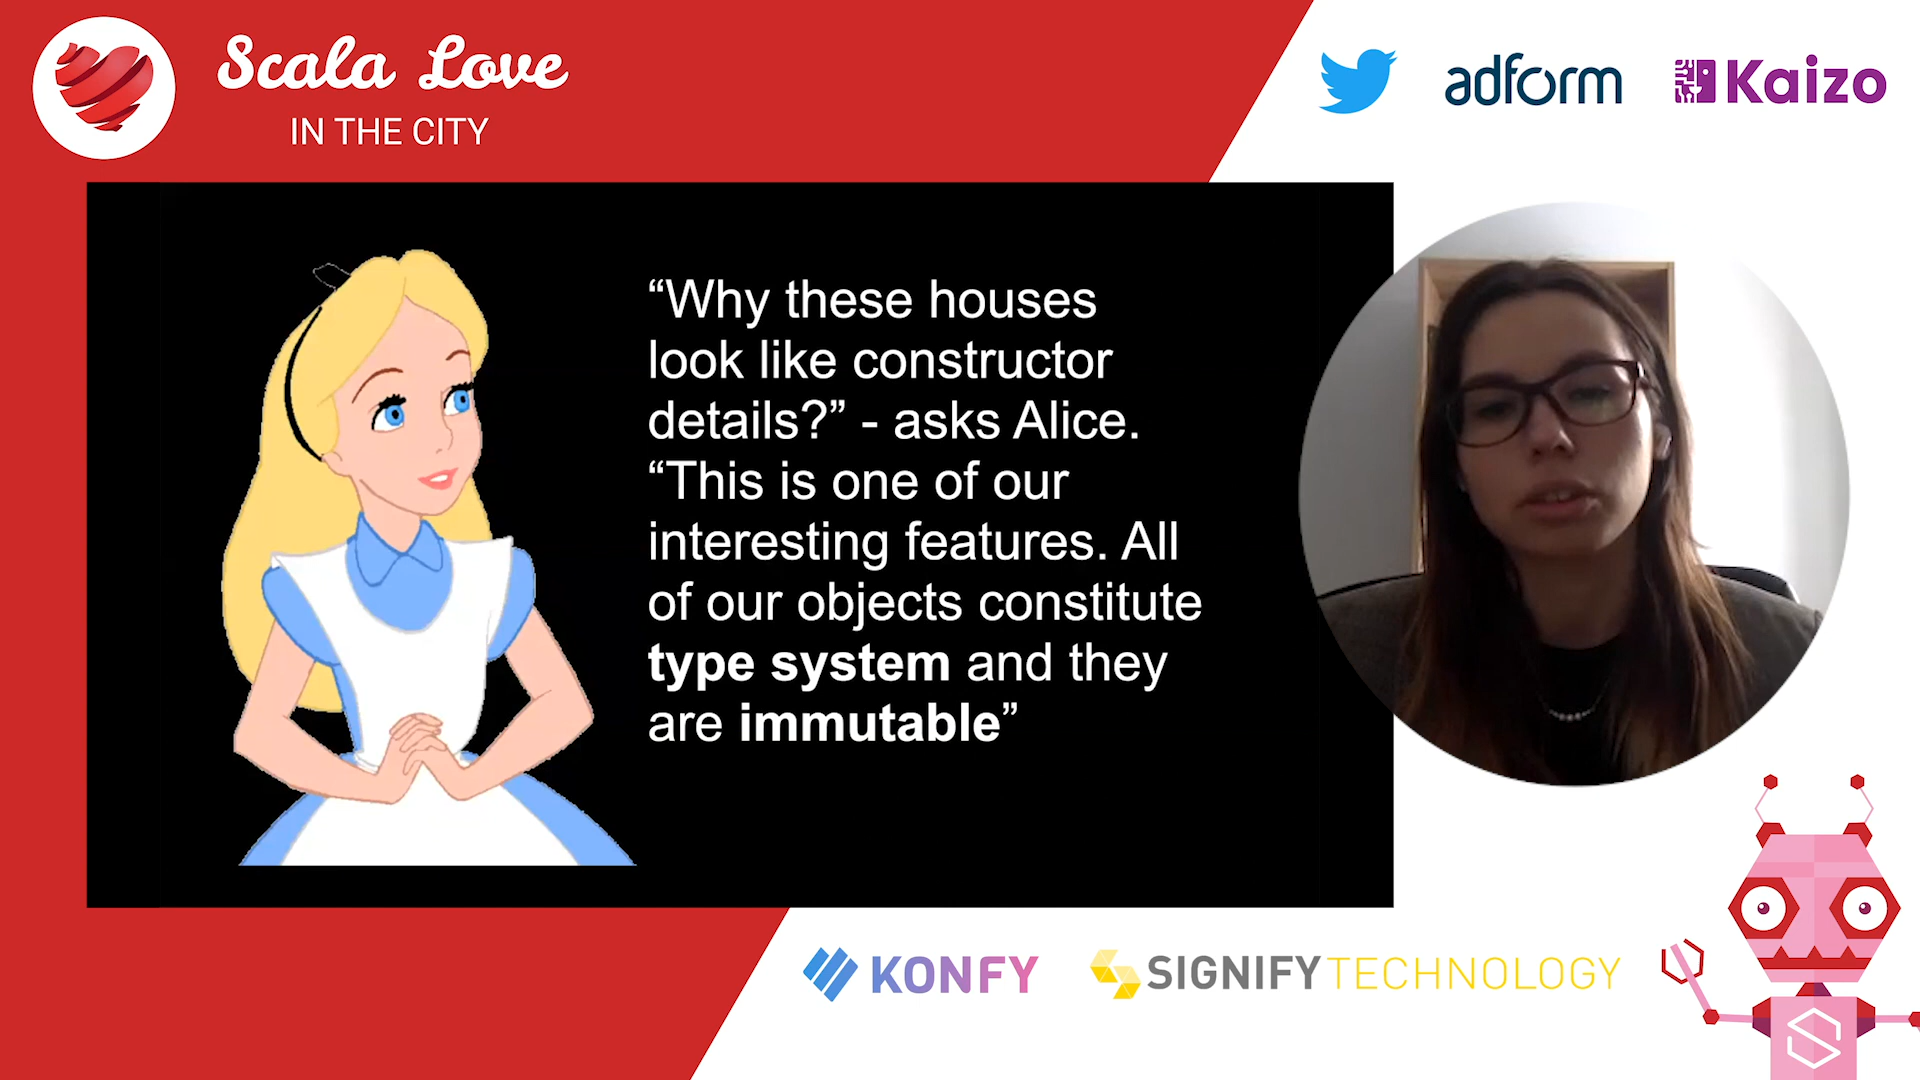 Scala Love
IN THE CITY
adform
Kaizo
“Why these houses
look like constructor
details?” - asks Alice.
“This is one of our
interesting features. All
of our objects constitute
type system and they
are immutable”
KONFY
SIGNIFY TECHNOLOGY